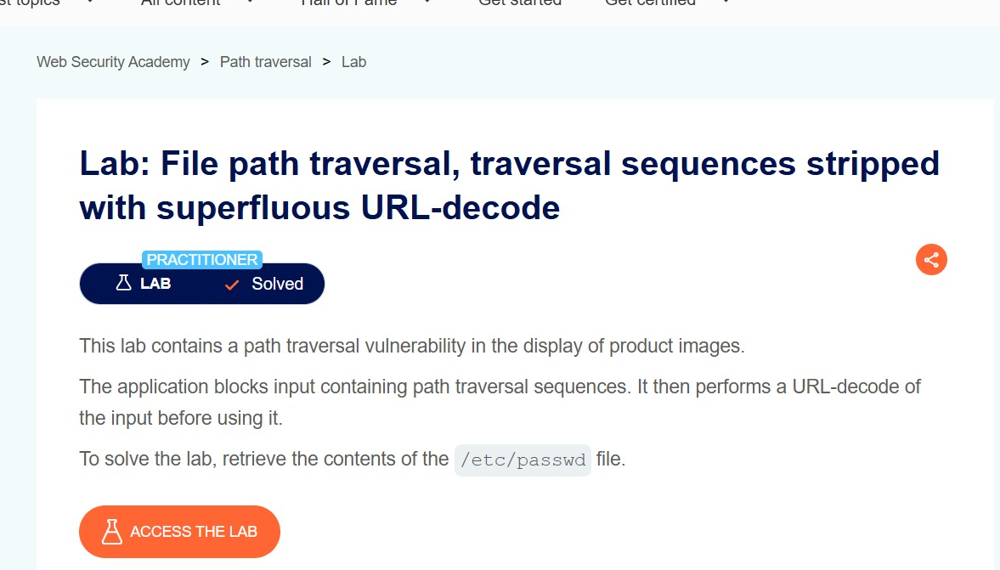 st topics All content Hall of Fame Get started Get certified
Web Security Academy > Path traversal > Lab
Lab: File path traversal, traversal sequences stripped
with superfluous URL-decode
PRACTITIONER
LAB Solved
This lab contains a path traversal vulnerability in the display of product images.
The application blocks input containing path traversal sequences. It then performs a URL-decode of
the input before using it.
To solve the lab, retrieve the contents of the /etc/passwd file.
ACCESS THE LAB